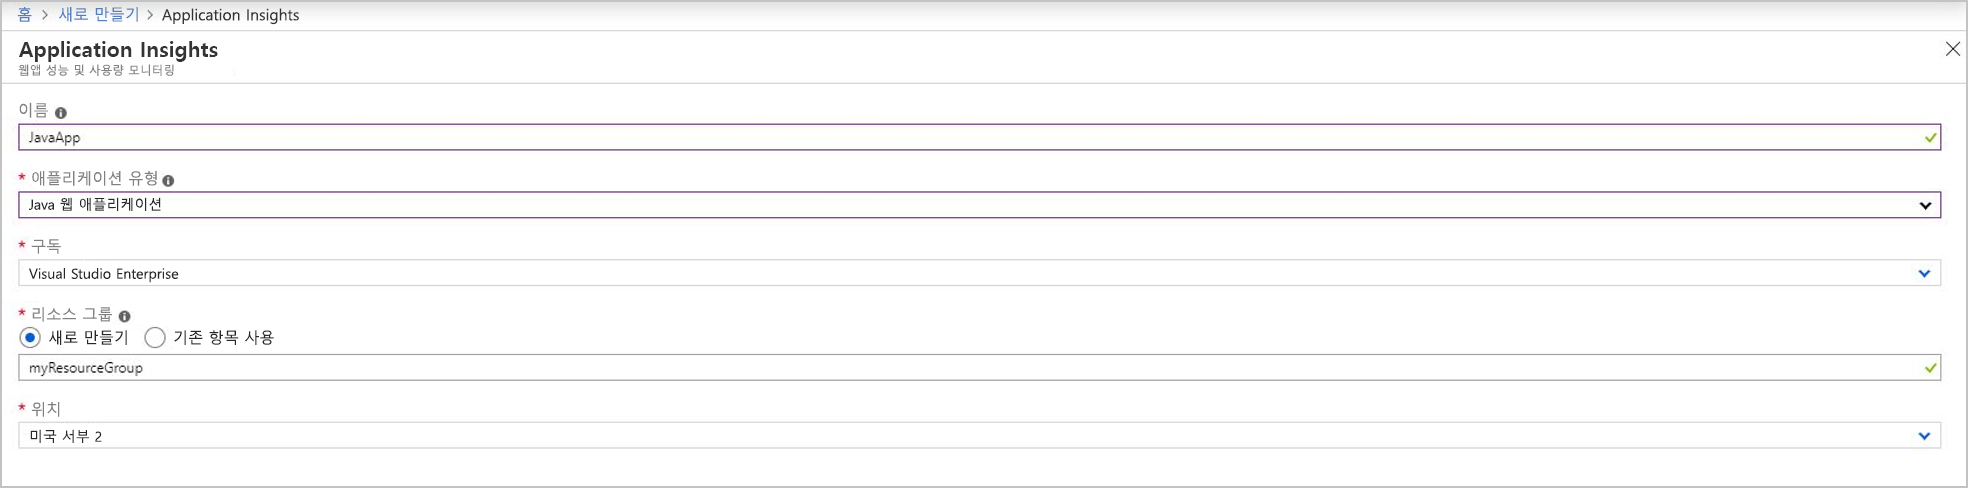 홈 > 새로 만들기 > Application Insights
Application Insights
웹앱 성능 및 사용량 모니터링
이름
JavaApp
* 애플리케이션 유형
Java 웹 애플리케이션
* 구독
Visual Studio Enterprise
* 리소스 그룹
새로 만들기 기존 항목 사용
myResourceGroup
* 위치
미국 서부 2